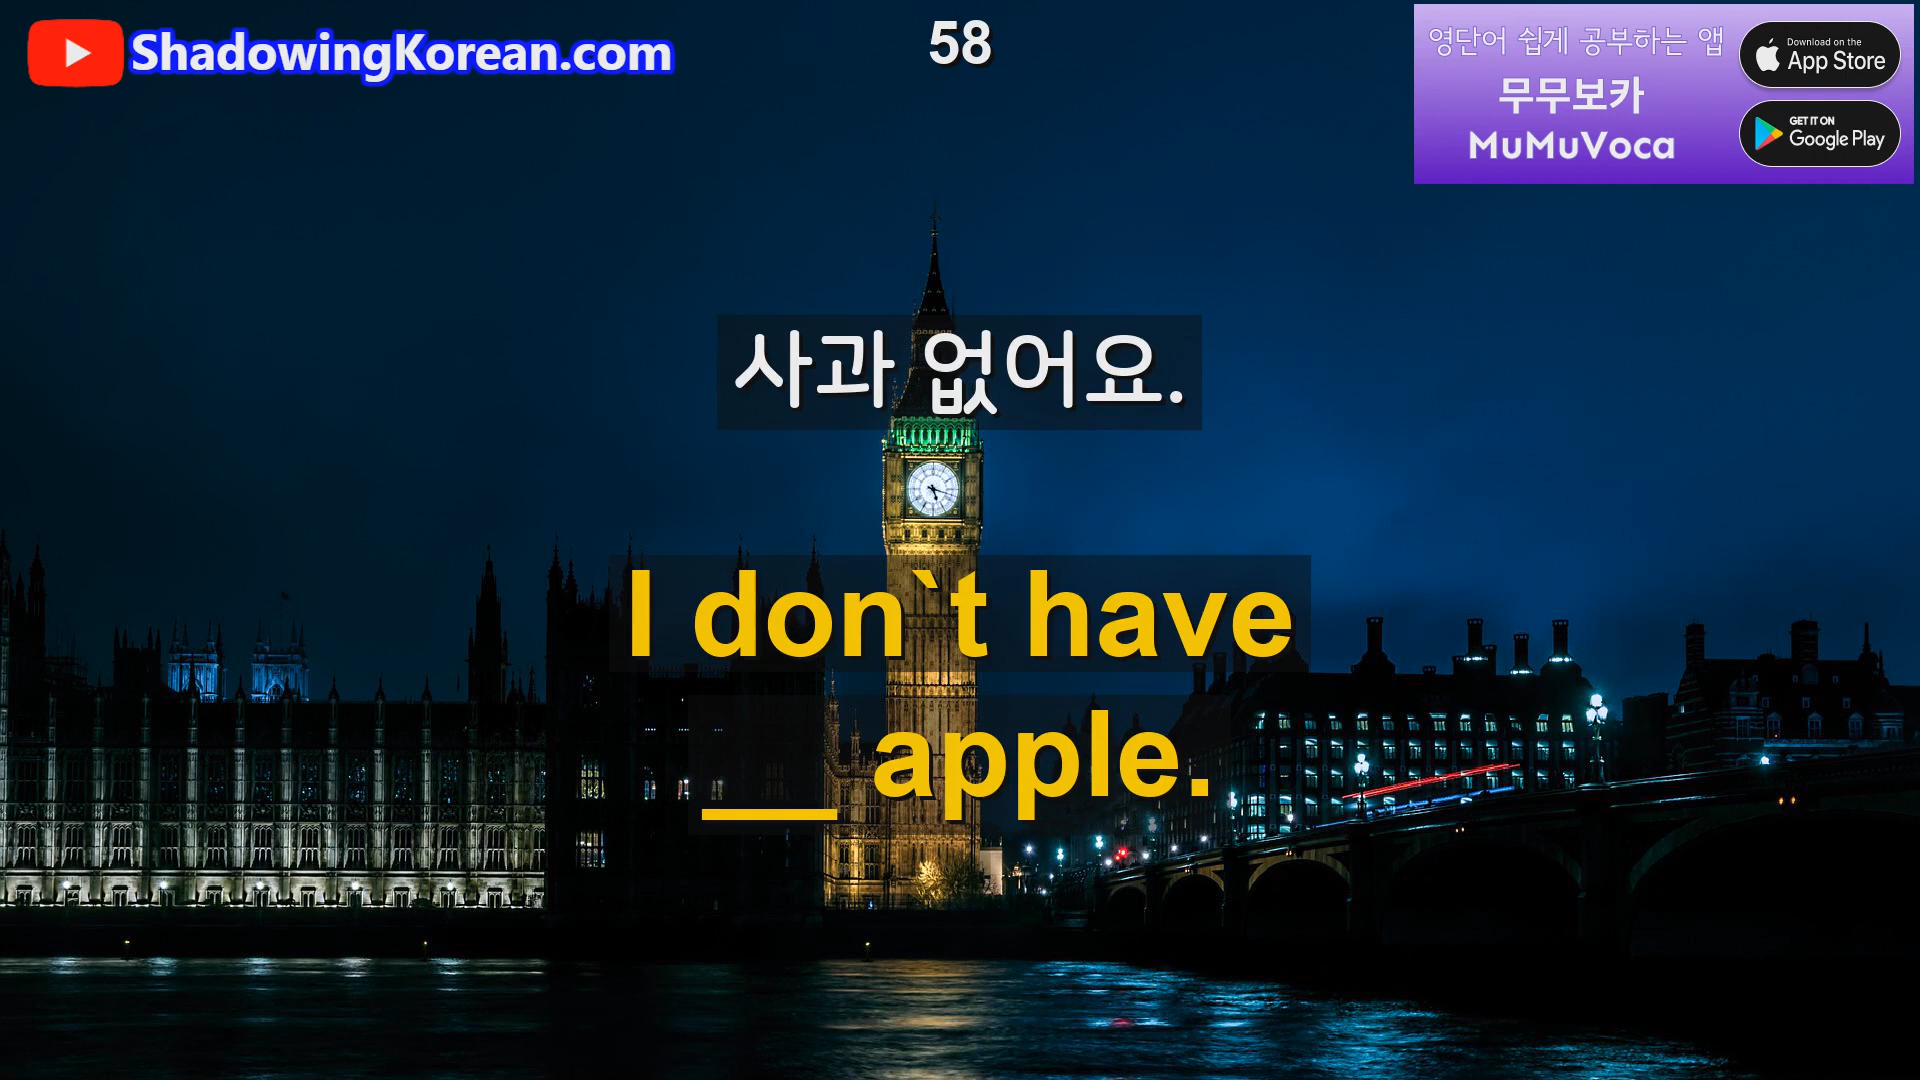 ShadowingKorean.com
58
영단어 쉽게 공부하는 앱
무무보카
MuMuVoca
Download on the
App Store
GET IT ON
Google Play
사과 없어요.
I don`t have
__ apple.